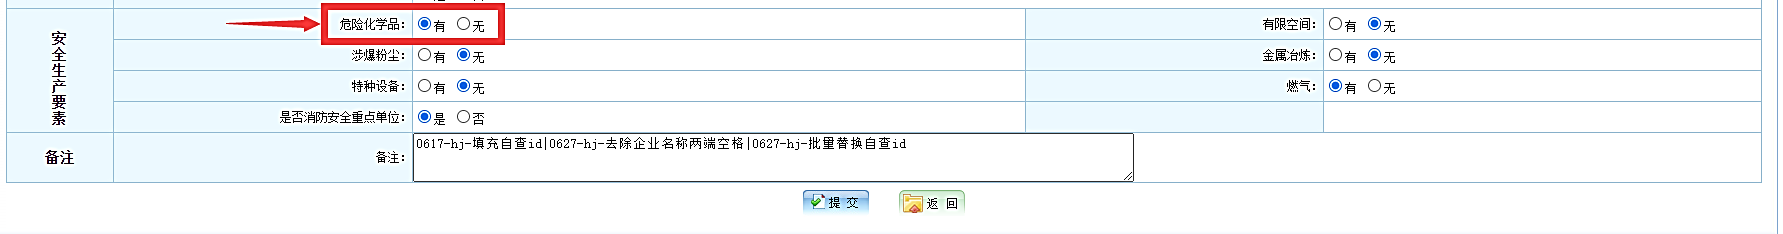 危险化学品： 有 无 有限空间： 有 无
涉爆粉尘： 有 无 金属冶炼： 有 无
安全生产要素
特种设备： 有 无 燃气： 有 无
是否消防安全重点单位： 是 否
备注 备注： 0617-hj-填充自查id|0627-hj-去除企业名称两端空格|0627-hj-批量替换自查id
提 交 返 回